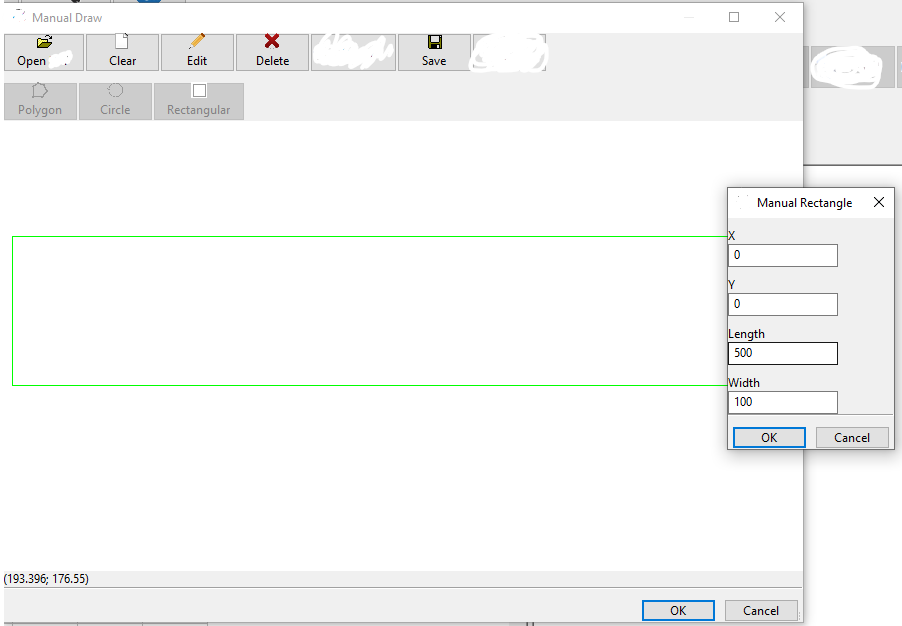 Manual Draw
Open
Clear
Edit
Delete
Save
Polygon
Circle
Rectangular
Manual Rectangle
X
0
Y
0
Length
500
Width
100
OK
Cancel
(193.396; 176.55)
OK
Cancel